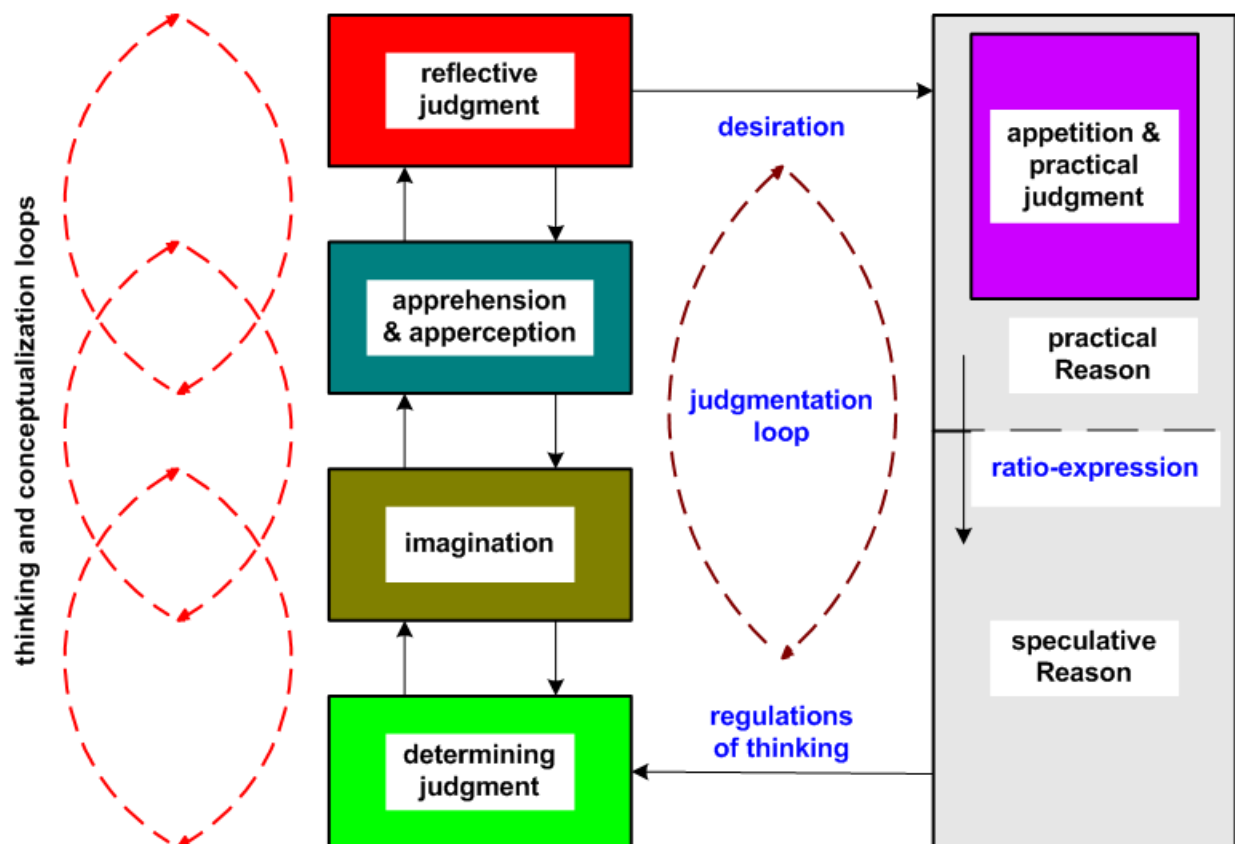 thinking and conceptualization loops
reflective
judgment
apprehension
& apperception
imagination
determining
judgment
desiration
judgmentation
loop
regulations
of thinking
appetition &
practical
judgment
practical
Reason
ratio-expression
speculative
Reason